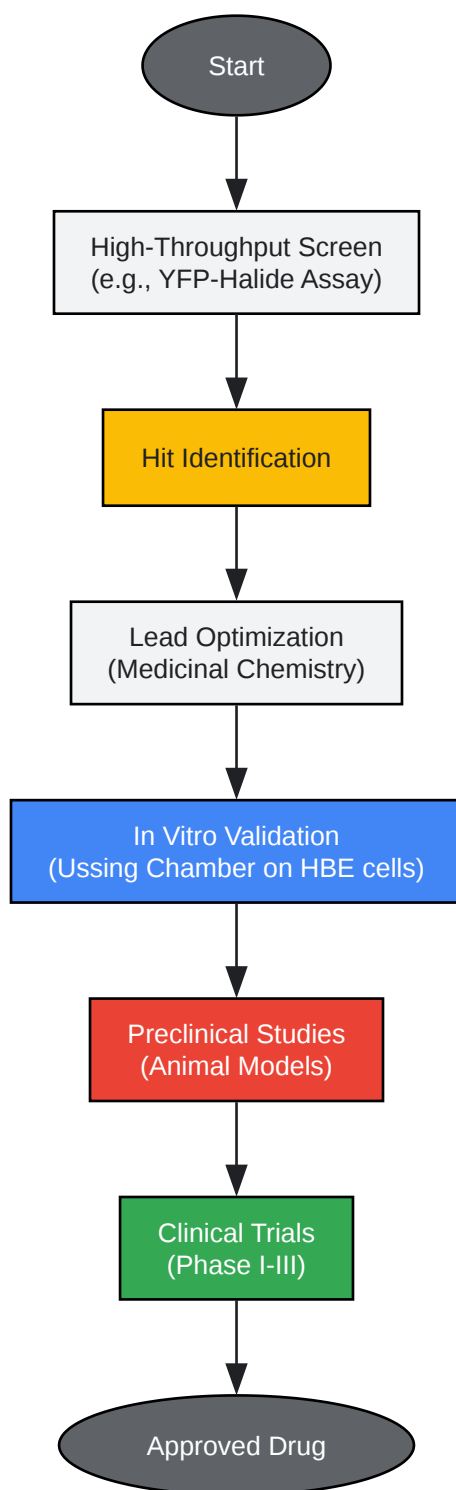 Start
High-Throughput Screen
(e.g., YFP-Halide Assay)
Hit Identification
Lead Optimization
(Medicinal Chemistry)
In Vitro Validation
(Ussing Chamber on HBE cells)
Preclinical Studies
(Animal Models)
Clinical Trials
(Phase I-III)
Approved Drug